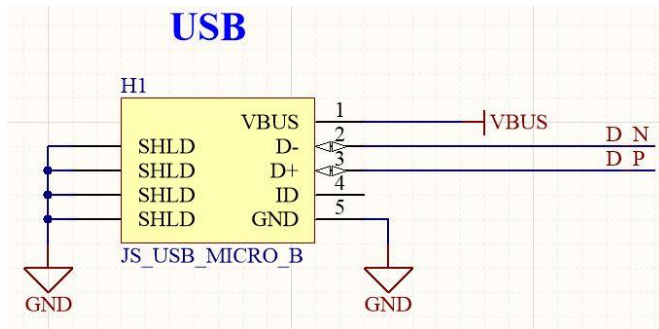 USB
H1
VBUS 1 VBUS
SHLD D- 2 D N
SHLD D+ 3 D P
SHLD ID 4
SHLD GND 5
JS_USB_MICRO_B
GND GND